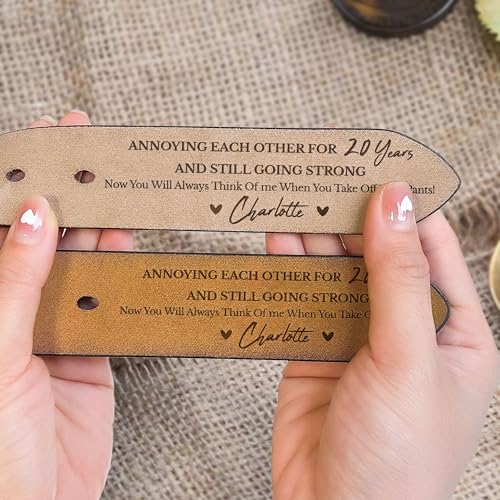 ANNOYING EACH OTHER FOR 20 Years
AND STILL GOING STRONG
Now You Will Always Think Of me When You Take Off Pants!
Charlotte
ANNOYING EACH OTHER FOR
AND STILL GOING STRONG
Now You Will Always Think Of me When You Take
Charlotte